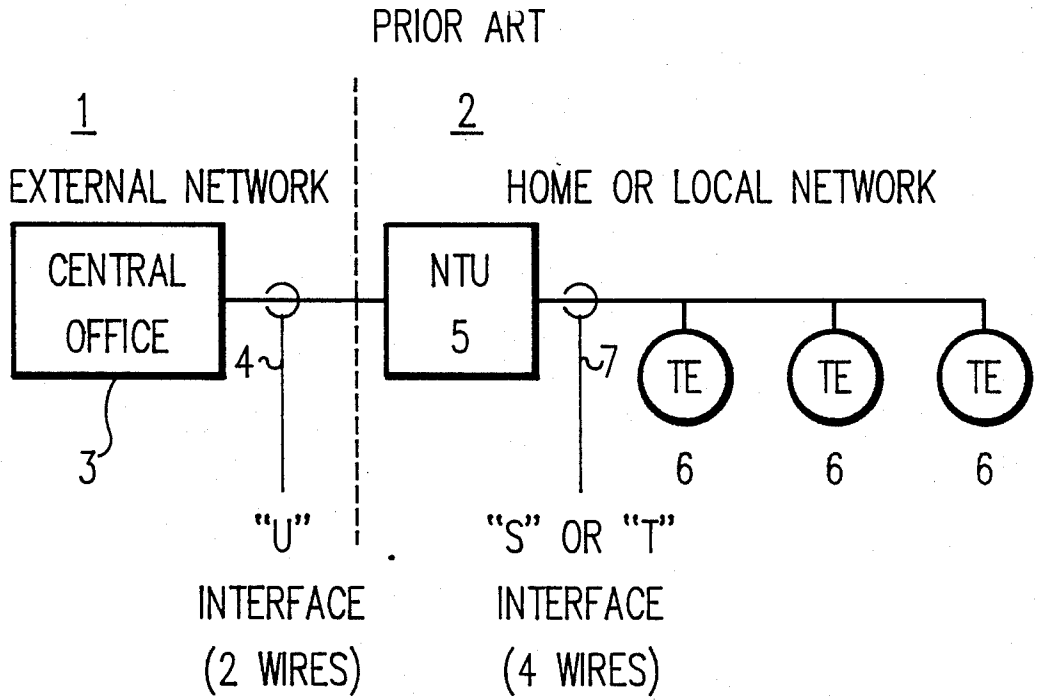 PRIOR ART
1
2
EXTERNAL NETWORK
HOME OR LOCAL NETWORK
CENTRAL
OFFICE
NTU
5
4
7
TE
TE
TE
3
6
6
6
“U”
INTERFACE
(2 WIRES)
“S” OR “T”
INTERFACE
(4 WIRES)